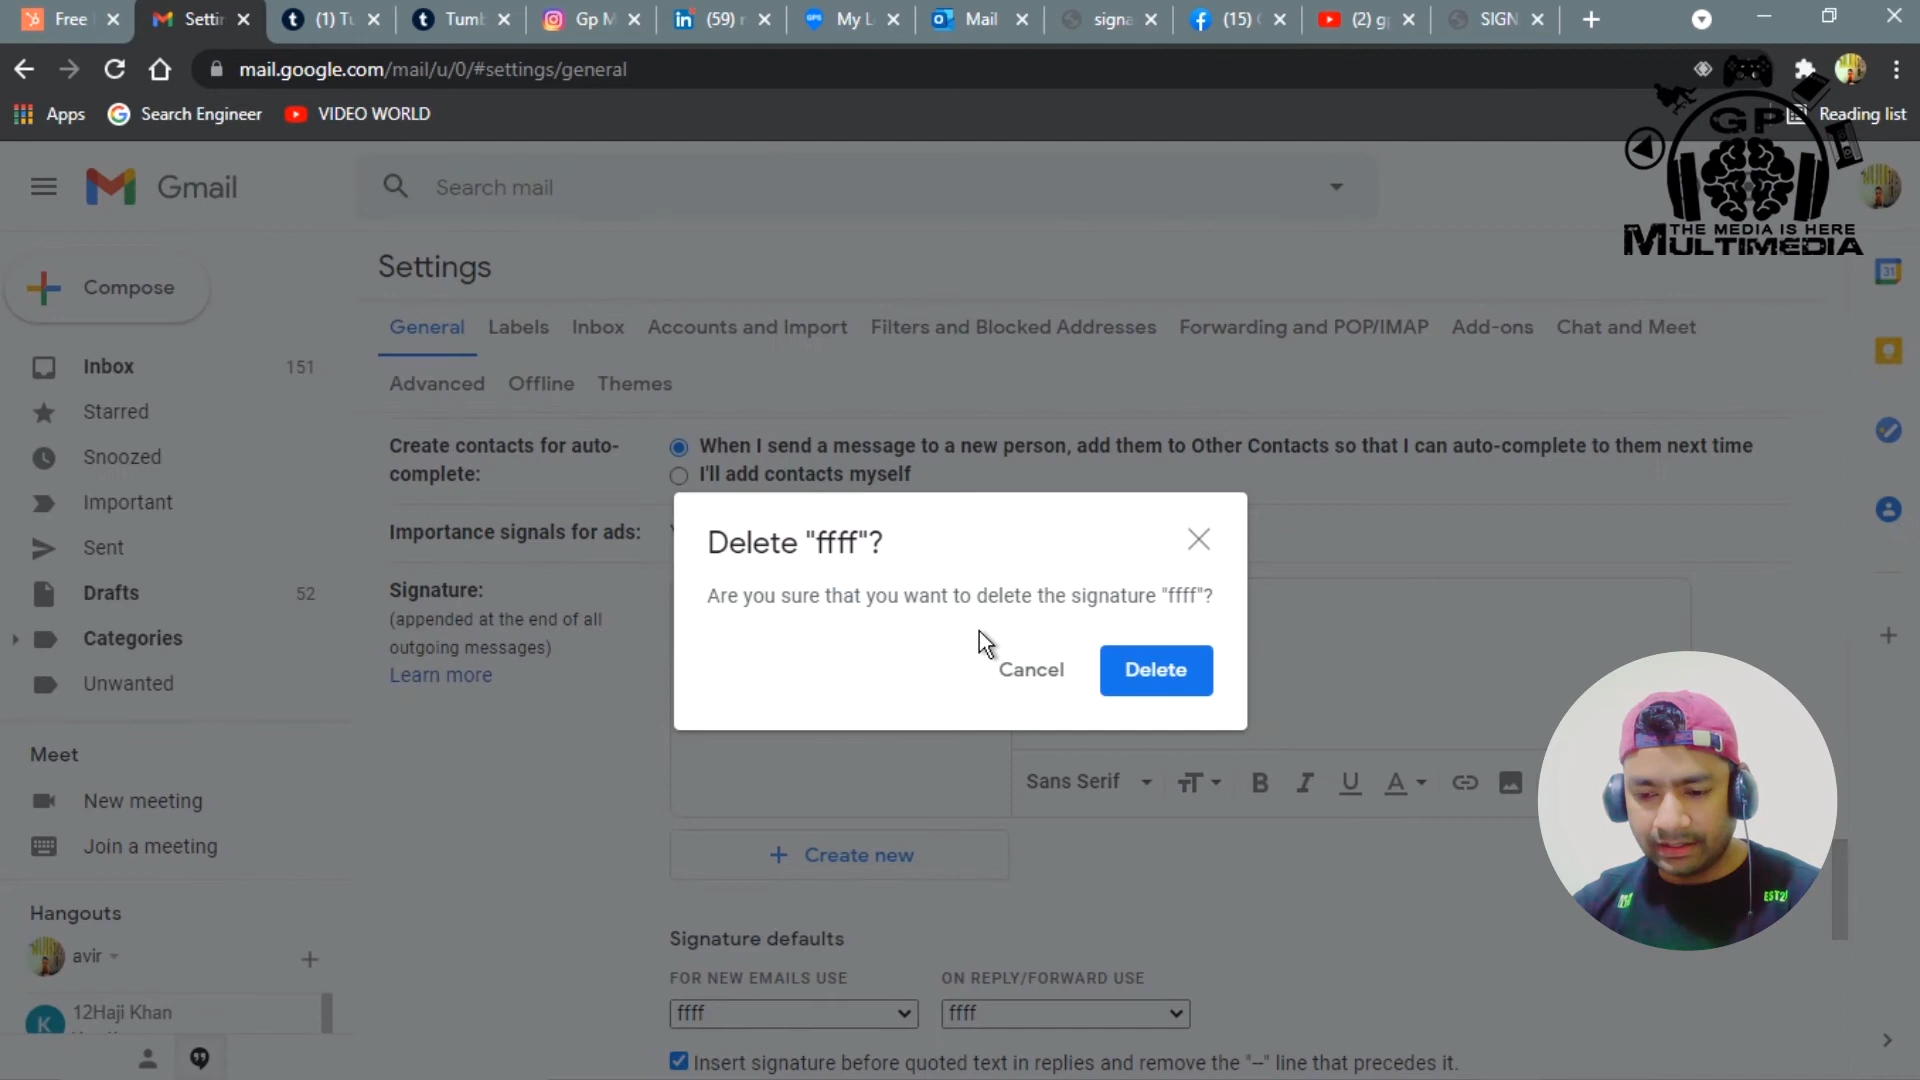 Free
Settin
(1) Tu
Tumb
Gp M
(59)
My L
Mail
signa
(15)
(2) g
SIGN
mail.google.com/mail/u/0/#settings/general
Apps
Search Engineer
VIDEO WORLD
Reading list
GP
THE MEDIA IS HERE
MULTIMEDIA
Gmail
Search mail
31
Compose
Settings
General Labels Inbox Accounts and Import Filters and Blocked Addresses Forwarding and POP/IMAP Add-ons Chat and Meet
Advanced Offline Themes
Inbox 151
Starred
Snoozed
Important
Sent
Drafts 52
Categories
Unwanted
Create contacts for auto-
complete:
When I send a message to a new person, add them to Other Contacts so that I can auto-complete to them next time
I'll add contacts myself
Importance signals for ads:
Signature:
(appended at the end of all
outgoing messages)
Learn more
Delete "ffff"?
Are you sure that you want to delete the signature "ffff"?
Cancel Delete
Sans Serif
B I U A
+ Create new
Signature defaults
FOR NEW EMAILS USE ON REPLY/FORWARD USE
ffff ffff
Insert signature before quoted text in replies and remove the "--" line that precedes it.
Meet
New meeting
Join a meeting
Hangouts
avir
K
12Haji Khan